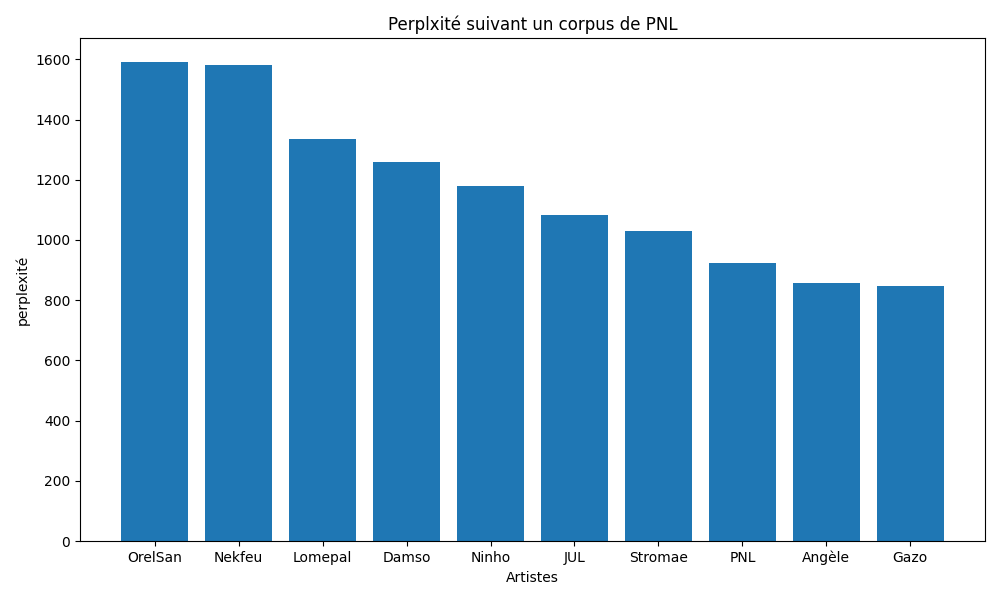 Perplxité suivant un corpus de PNL
perplexité
1600
1400
1200
1000
800
600
400
200
0
OrelSan Nekfeu Lomepal Damso Ninho JUL Stromae PNL Angèle Gazo
Artistes